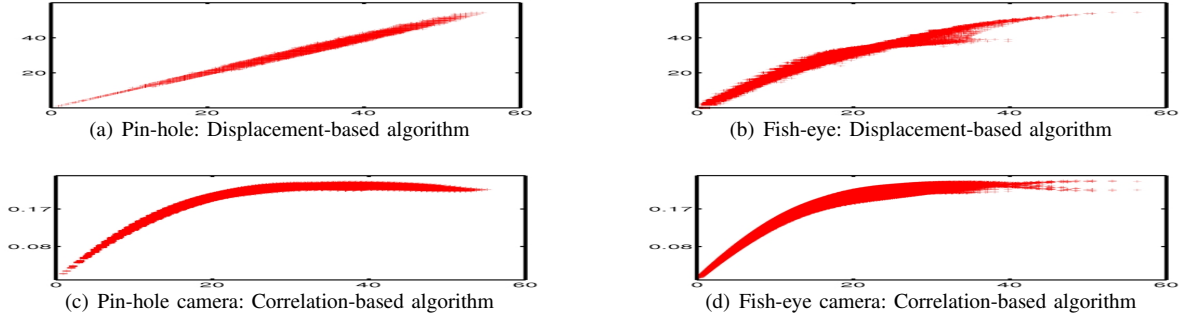 40
20
0 20 40 60
(a) Pin-hole: Displacement-based algorithm
40
20
0 20 40 60
(b) Fish-eye: Displacement-based algorithm
0.17
0.08
0 20 40 60
(c) Pin-hole camera: Correlation-based algorithm
0.17
0.08
0 20 40 60
(d) Fish-eye camera: Correlation-based algorithm